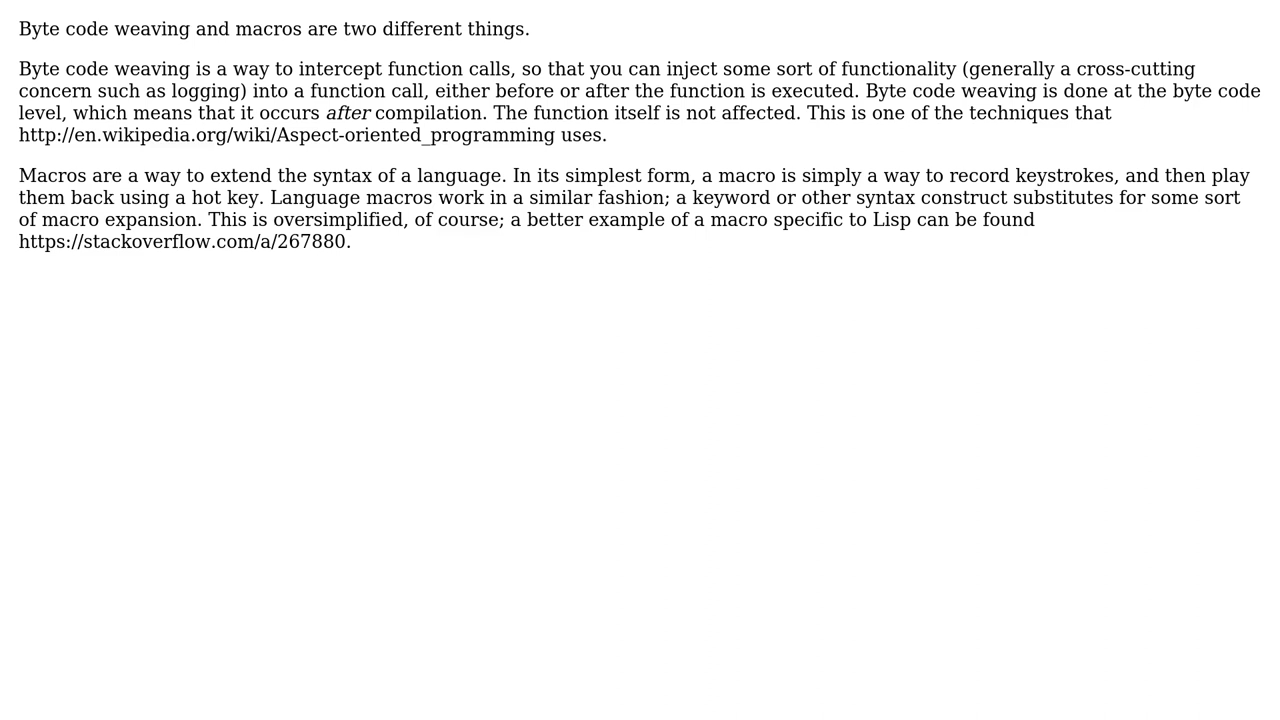 Byte code weaving and macros are two different things.
Byte code weaving is a way to intercept function calls, so that you can inject some sort of functionality (generally a cross-cutting
concern such as logging) into a function call, either before or after the function is executed. Byte code weaving is done at the byte code
level, which means that it occurs after compilation. The function itself is not affected. This is one of the techniques that
http://en.wikipedia.org/wiki/Aspect-oriented_programming uses.
Macros are a way to extend the syntax of a language. In its simplest form, a macro is simply a way to record keystrokes, and then play
them back using a hot key. Language macros work in a similar fashion; a keyword or other syntax construct substitutes for some sort
of macro expansion. This is oversimplified, of course; a better example of a macro specific to Lisp can be found
https://stackoverflow.com/a/267880.